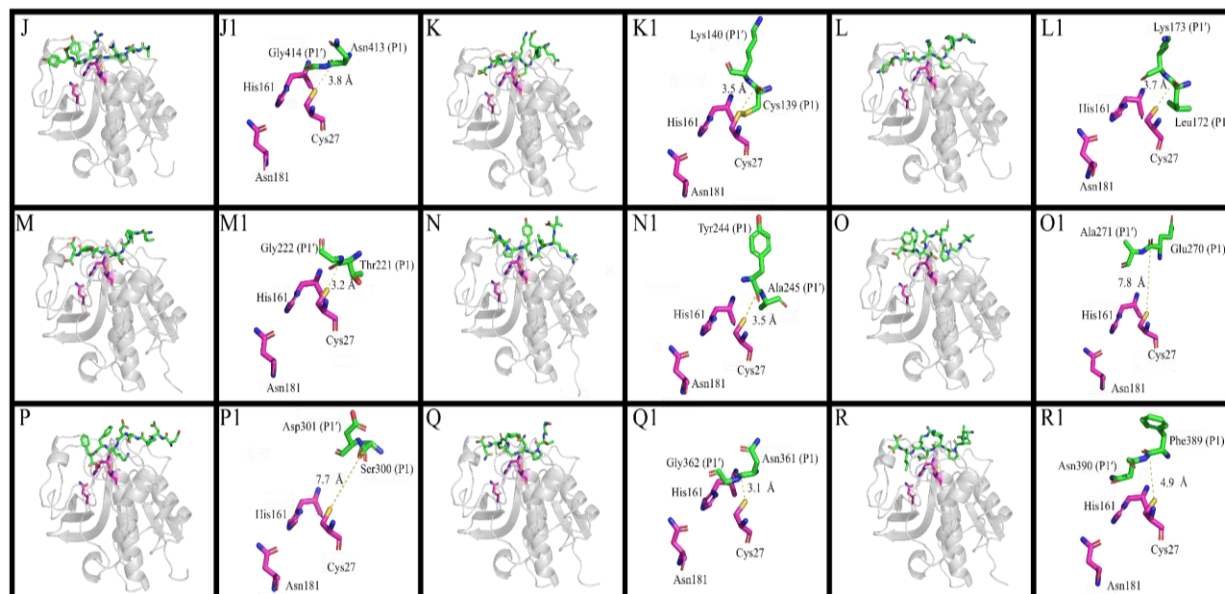 J
J1
Asn413 (P1)
Gly414 (P1')
3.8 Å
His161
Cys27
Asn181
K
K1
Lys140 (P1')
3.5 Å
Cys139 (P1)
His161
Cys27
Asn181
L
L1
Lys173 (P1')
3.7 Å
His161
Leu172 (P1
Cys27
Asn181
M
M1
Gly222 (P1')
Thr221 (P1)
3.2 Å
His161
Cys27
Asn181
N
N1
Tyr244 (P1)
Ala245 (P1')
His161
3.5 Å
Cys27
Asn181
O
O1
Ala271 (P1')
Glu270 (P1)
7.8 Å
His161
Cys27
Asn181
P
P1
Asp301 (P1')
Ser300 (P1)
7.7 Å
His161
Cys27
Asn181
Q
Q1
Asn361 (P1)
Gly362 (P1')
His161
3.1 Å
Cys27
Asn181
R
R1
Phe389 (P1)
Asn390 (P1')
4.9 Å
His161
Cys27
Asn181